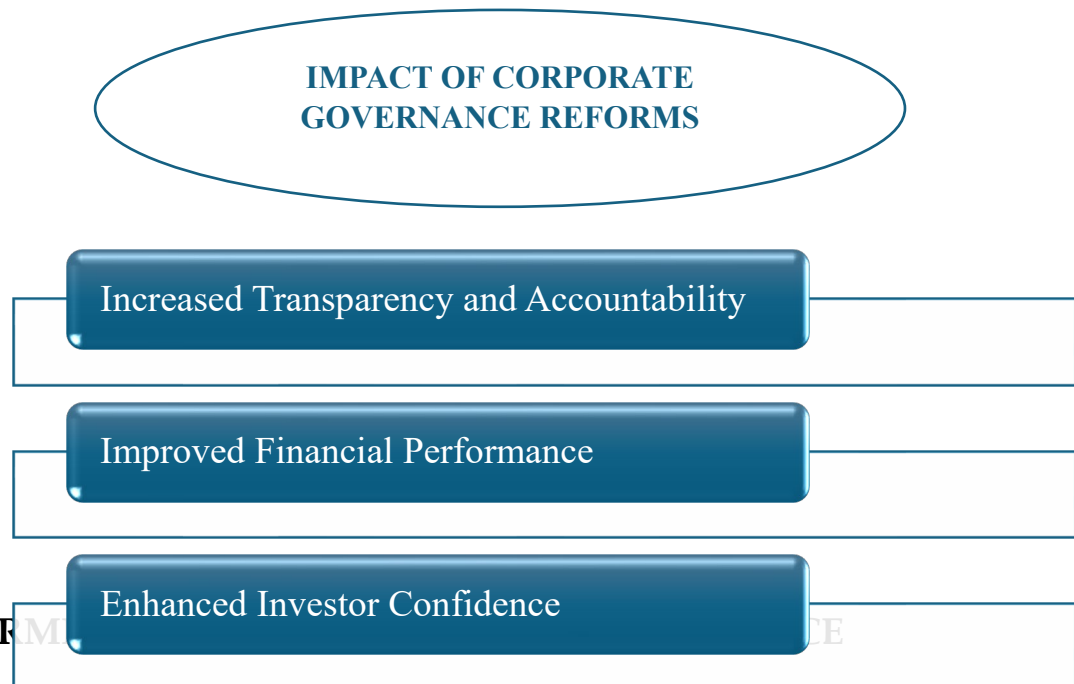 IMPACT OF CORPORATE
GOVERNANCE REFORMS
Increased Transparency and Accountability
Improved Financial Performance
Enhanced Investor Confidence